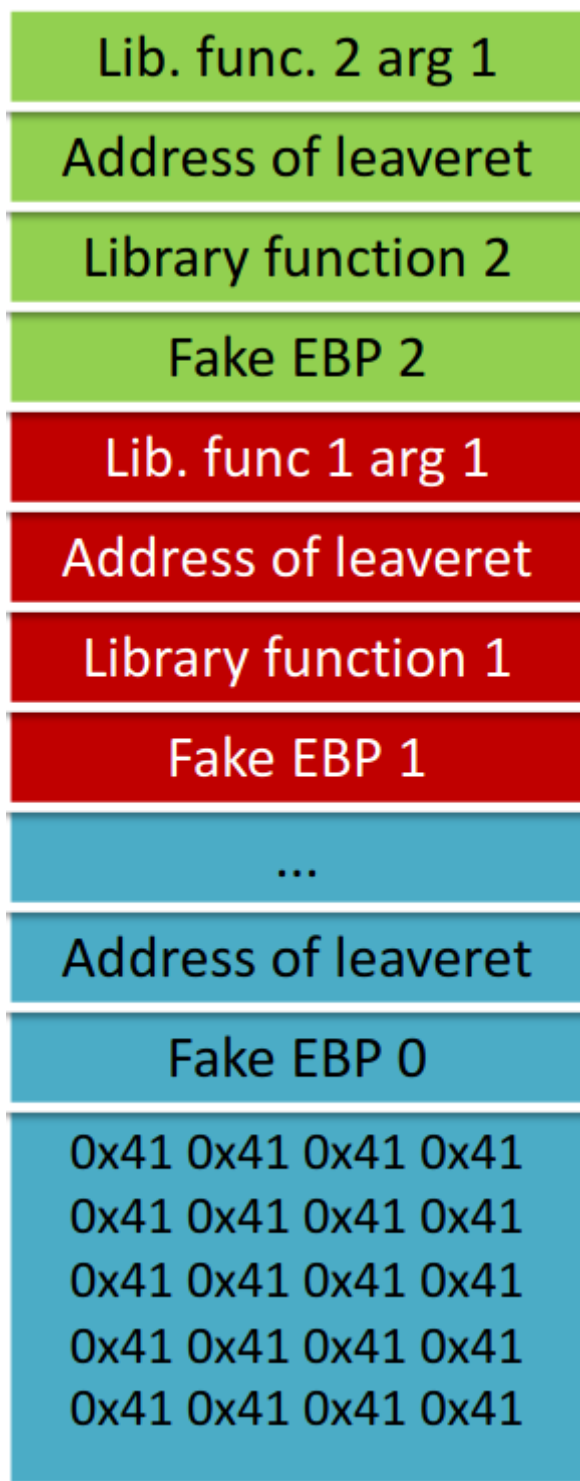 Lib. func. 2 arg 1
Address of leaveret
Library function 2
Fake EBP 2
Lib. func 1 arg 1
Address of leaveret
Library function 1
Fake EBP 1
...
Address of leaveret
Fake EBP 0
0x41 0x41 0x41 0x41
0x41 0x41 0x41 0x41
0x41 0x41 0x41 0x41
0x41 0x41 0x41 0x41
0x41 0x41 0x41 0x41